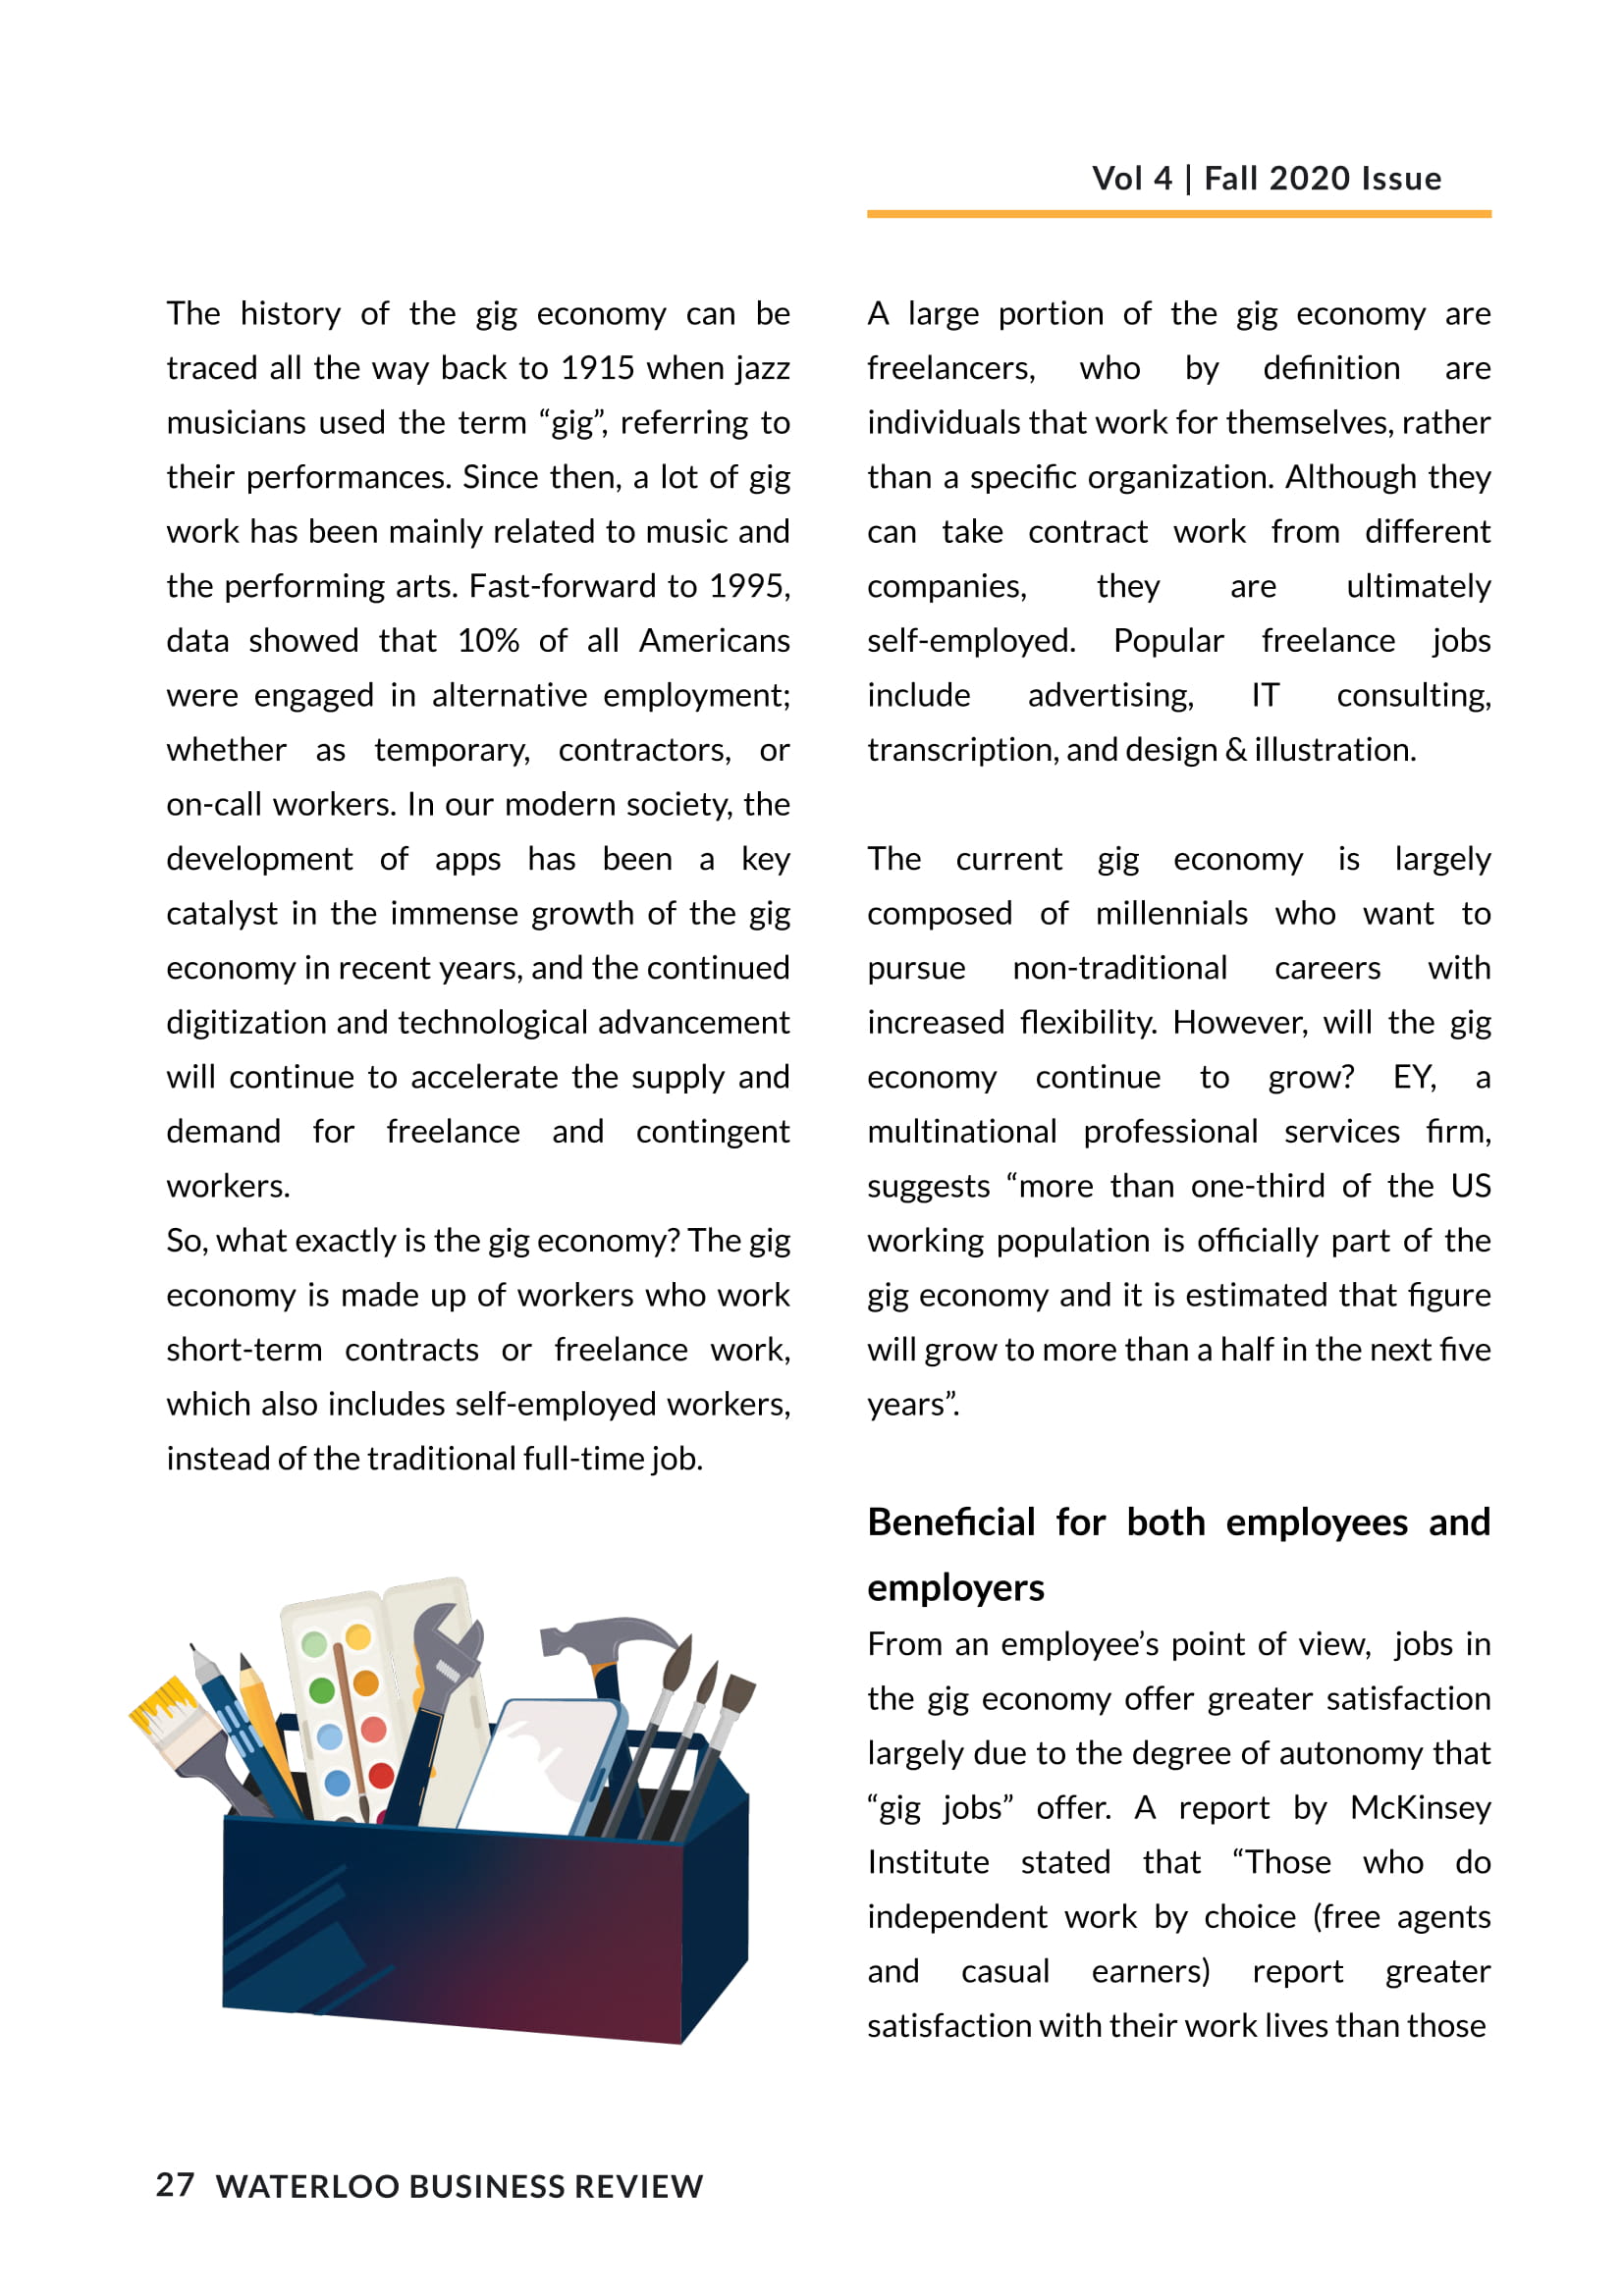 Vol 4 | Fall 2020 Issue
The history of the gig economy can be
traced all the way back to 1915 when jazz
musicians used the term “gig”, referring to
their performances. Since then, a lot of gig
work has been mainly related to music and
the performing arts. Fast-forward to 1995,
data showed that 10% of all Americans
were engaged in alternative employment;
whether as temporary, contractors, or
on-call workers. In our modern society, the
development of apps has been a key
catalyst in the immense growth of the gig
economy in recent years, and the continued
digitization and technological advancement
will continue to accelerate the supply and
demand for freelance and contingent
workers.
So, what exactly is the gig economy? The gig
economy is made up of workers who work
short-term contracts or freelance work,
which also includes self-employed workers,
instead of the traditional full-time job.
A large portion of the gig economy are
freelancers, who by definition are
individuals that work for themselves, rather
than a specific organization. Although they
can take contract work from different
companies, they are ultimately
self-employed. Popular freelance jobs
include advertising, IT consulting,
transcription, and design & illustration.
The current gig economy is largely
composed of millennials who want to
pursue non-traditional careers with
increased flexibility. However, will the gig
economy continue to grow? EY, a
multinational professional services firm,
suggests “more than one-third of the US
working population is officially part of the
gig economy and it is estimated that figure
will grow to more than a half in the next five
years”.
Beneficial for both employees and
employers
From an employee’s point of view, jobs in
the gig economy offer greater satisfaction
largely due to the degree of autonomy that
“gig jobs” offer. A report by McKinsey
Institute stated that “Those who do
independent work by choice (free agents
and casual earners) report greater
satisfaction with their work lives than those
27 WATERLOO BUSINESS REVIEW